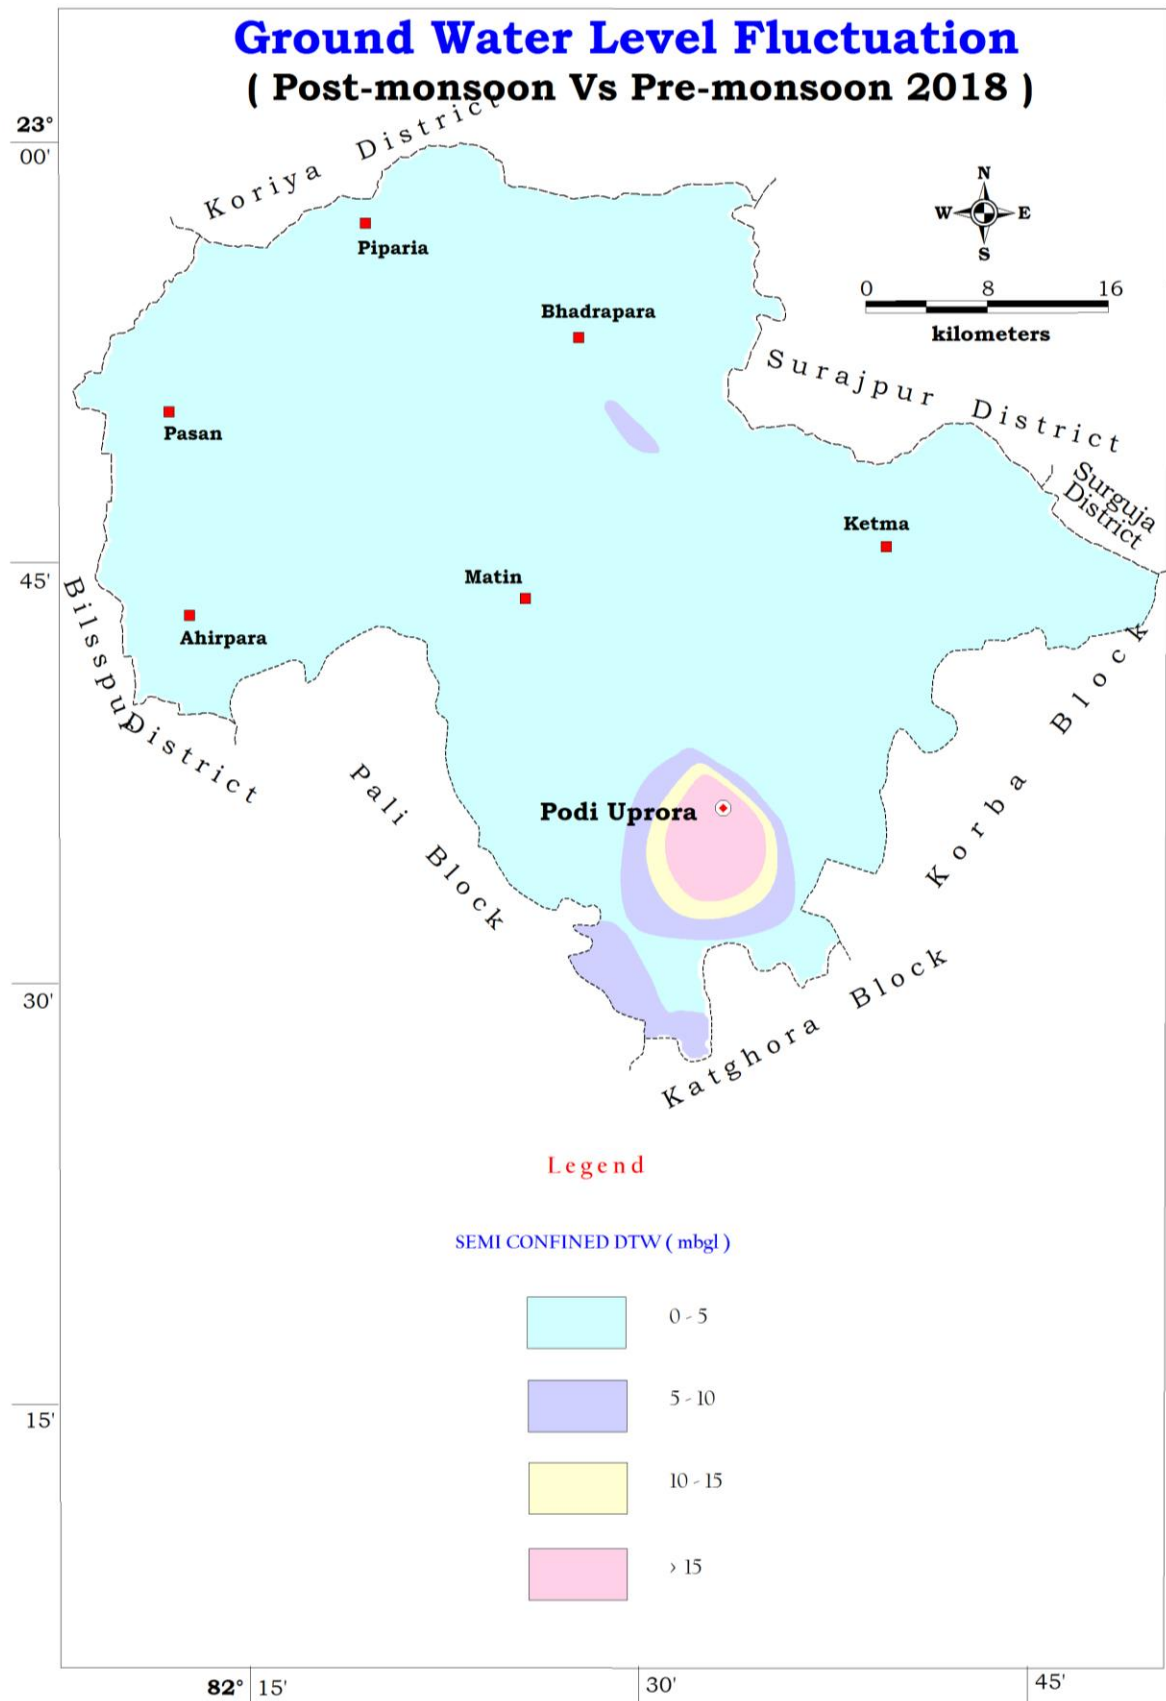 Ground Water Level Fluctuation
( Post-monsoon Vs Pre-monsoon 2018 )
23°
00'
Koriya District
N
W E
S
Piparia
0 8 16
kilometers
Bhadrapara
Surajpur District
Pasan
Surguja
District
Ketma
45'
Matin
Bilsspur
District
Ahirpara
Korba Block
Pali Block
Podi Uprora
30'
Katghora Block
Legend
SEMI CONFINED DTW ( mbgl )
0 - 5
5 - 10
15'
10 - 15
> 15
82° 15' 30' 45'